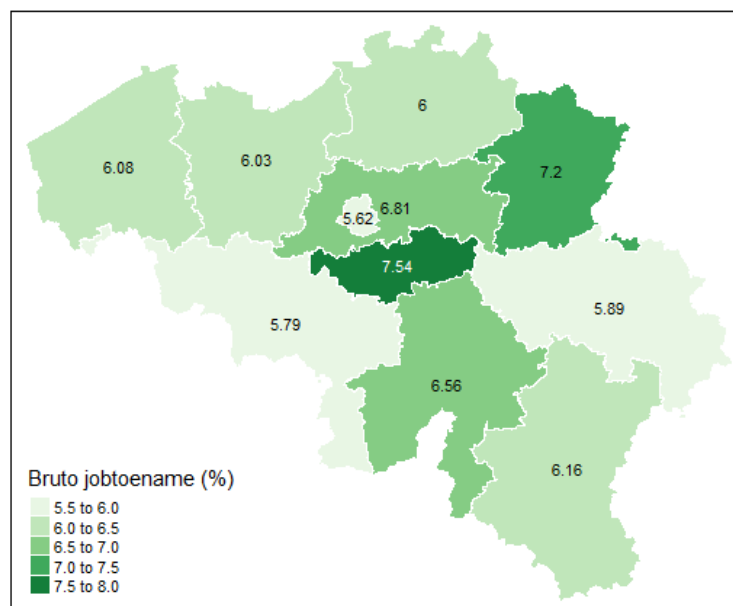 6
6.08
6.03
7.2
6.81
5.62
7.54
5.79
5.89
6.56
6.16
Bruto jobtoename (%)
5.5 to 6.0
6.0 to 6.5
6.5 to 7.0
7.0 to 7.5
7.5 to 8.0